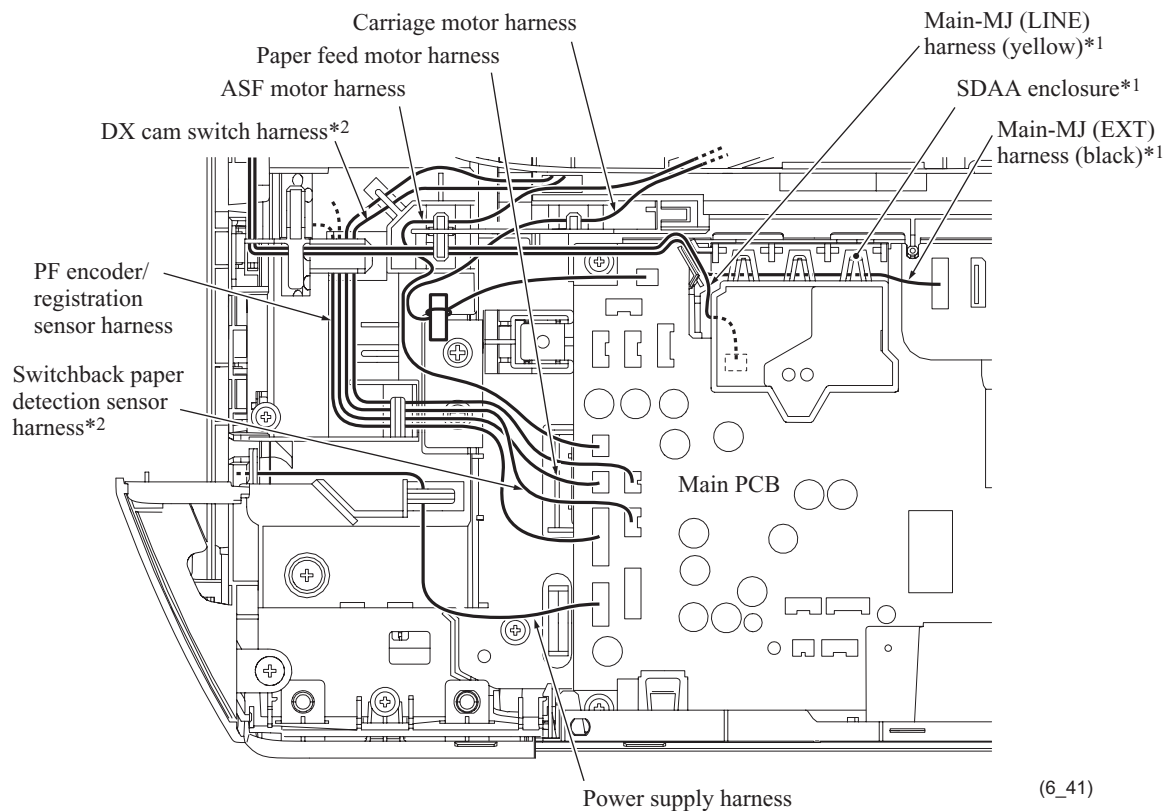 Carriage motor harness
Paper feed motor harness
ASF motor harness
DX cam switch harness*2
Main-MJ (LINE)
harness (yellow)*1
SDAA enclosure*1
Main-MJ (EXT)
harness (black)*1
PF encoder/
registration
sensor harness
Switchback paper
detection sensor
harness*2
Main PCB
Power supply harness
(6_41)